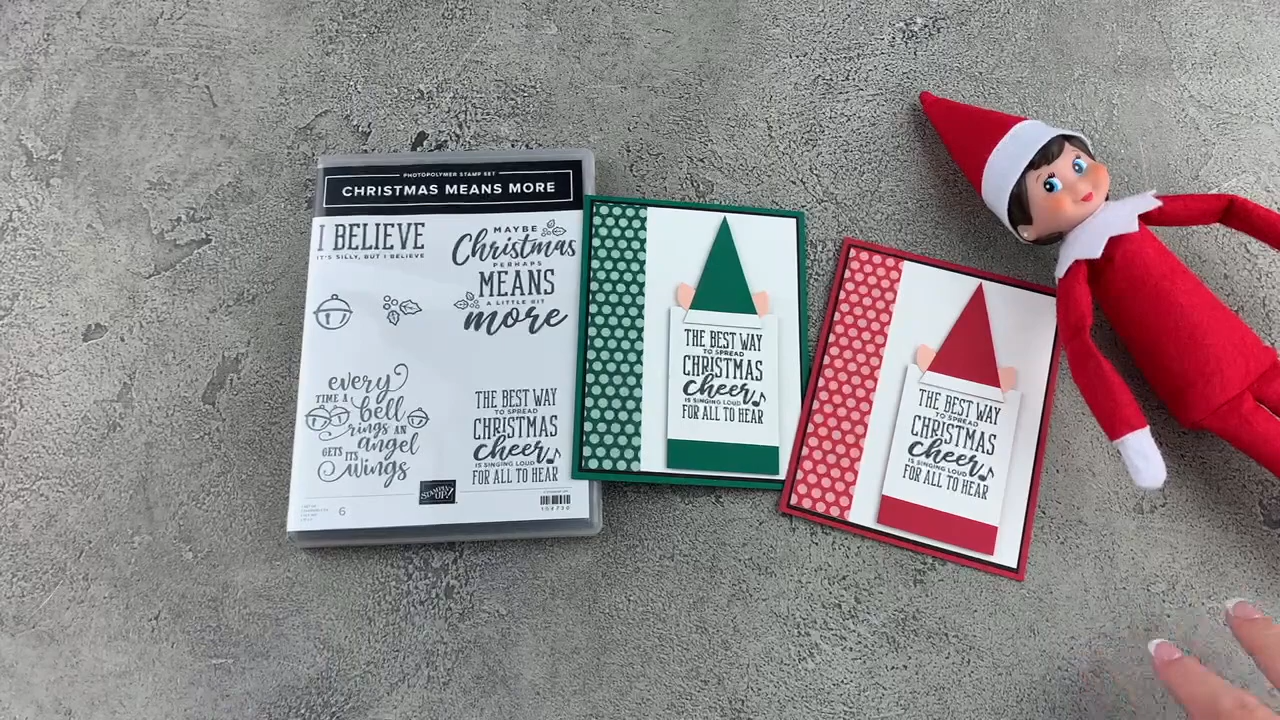 PHOTOPOLYMER STAMP SET
CHRISTMAS MEANS MORE
I BELIEVE
IT'S SILLY, BUT I BELIEVE
MAYBE
Christmas
PERHAPS
MEANS
A LITTLE BIT
more
every
TIME A
bell
rings AN
angel
GETS ITS
wings
THE BEST WAY
TO SPREAD
CHRISTMAS
cheer
IS SINGING LOUD
FOR ALL TO HEAR
STAMPIN' UP!
6
154730
THE BEST WAY
TO SPREAD
CHRISTMAS
cheer
IS SINGING LOUD
FOR ALL TO HEAR
THE BEST WAY
TO SPREAD
CHRISTMAS
cheer
IS SINGING LOUD
FOR ALL TO HEAR